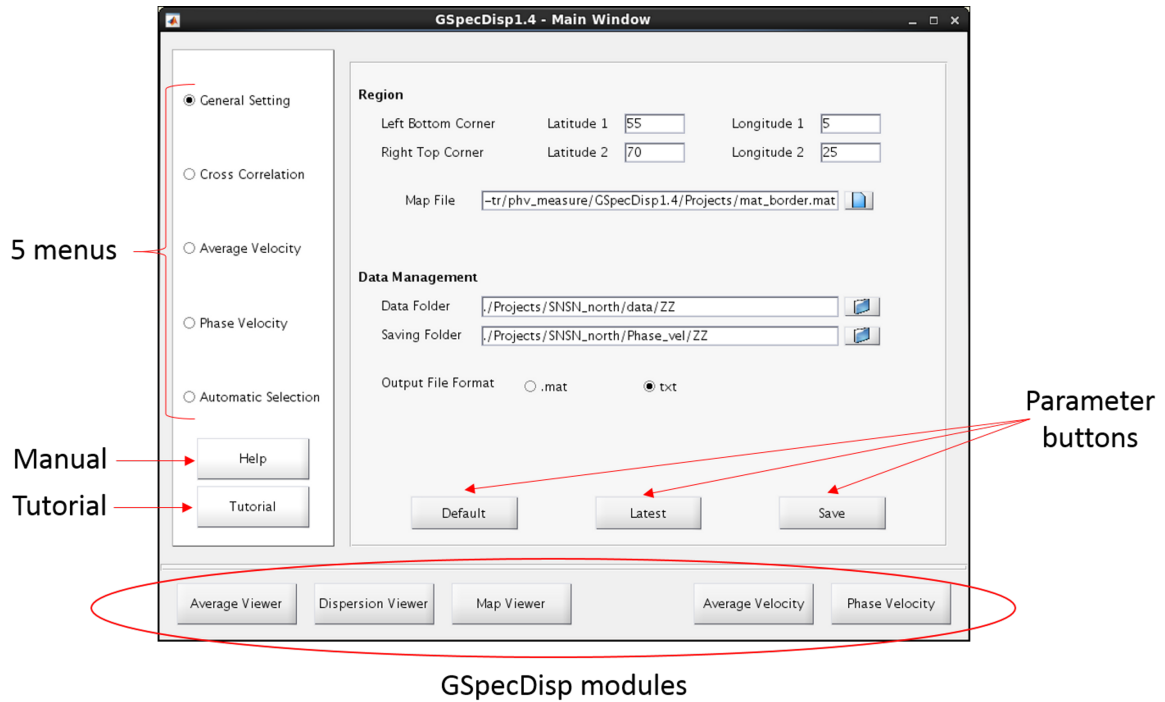 GSpecDisp1.4 - Main Window
5 menus
General Setting
Cross Correlation
Average Velocity
Phase Velocity
Automatic Selection
Manual
Help
Tutorial
Tutorial
Region
Left Bottom Corner Latitude 1 55 Longitude 1 5
Right Top Corner Latitude 2 70 Longitude 2 25
Map File -tr/phv_measure/GSpecDisp1.4/Projects/mat_border.mat
Data Management
Data Folder ./Projects/SNSN_north/data/ZZ
Saving Folder ./Projects/SNSN_north/Phase_vel/ZZ
Output File Format .mat txt
Parameter
buttons
Default Latest Save
Average Viewer Dispersion Viewer Map Viewer Average Velocity Phase Velocity
GSpecDisp modules